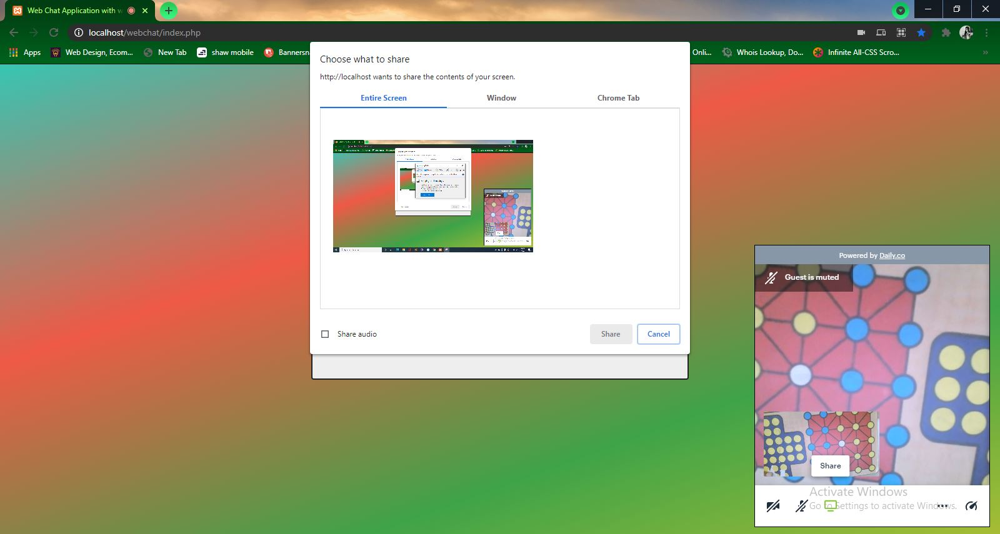 Web Chat Application with w
localhost/webchat/index.php
Apps
Web Design, Ecom...
New Tab
shaw mobile
Bannersn
Onli...
Whois Lookup, Do...
Infinite All-CSS Scro...
Choose what to share
http://localhost wants to share the contents of your screen.
Entire Screen
Window
Chrome Tab
Share audio
Share
Cancel
Powered by Daily.co
Guest is muted
Share
Activate Windows
Go to Settings to activate Windows.